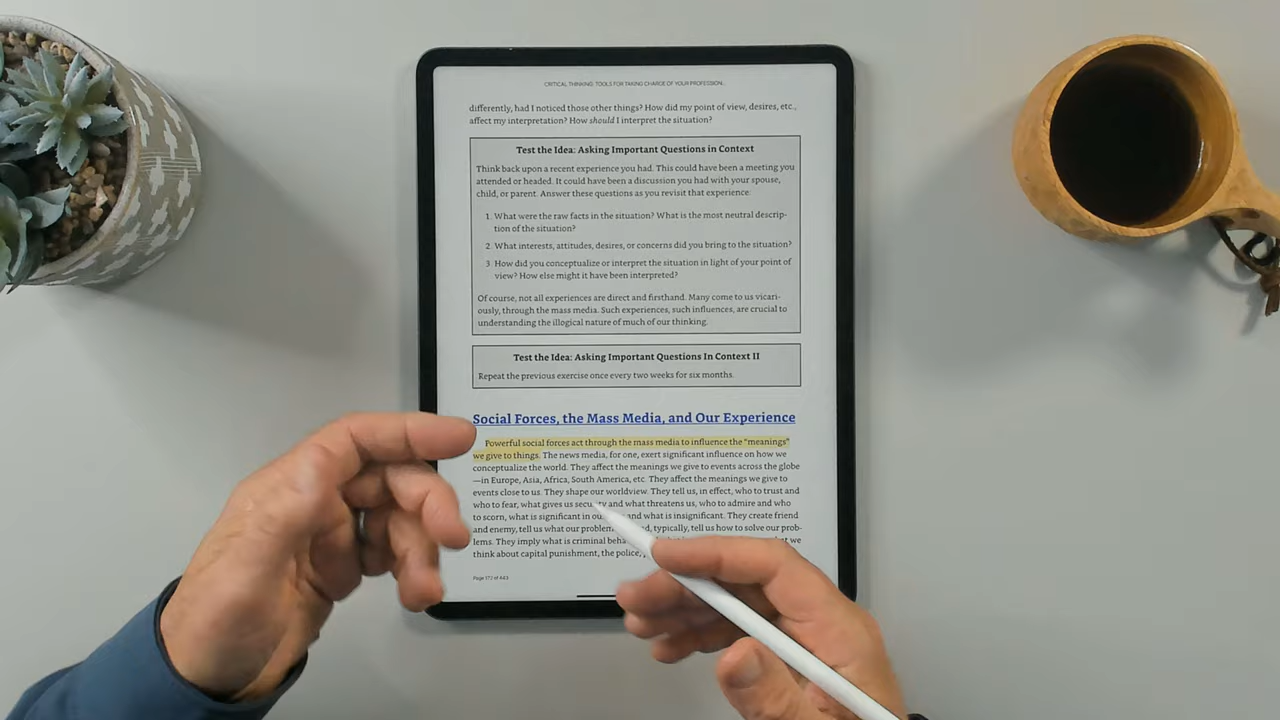 CRITICAL THINKING: TOOLS FOR TAKING CHARGE OF YOUR PROFESSION...
differently, had I noticed those other things? How did my point of view, desires, etc.,
affect my interpretation? How should I interpret the situation?
Test the Idea: Asking Important Questions in Context
Think back upon a recent experience you had. This could have been a meeting you
attended or headed. It could have been a discussion you had with your spouse,
child, or parent. Answer these questions as you revisit that experience:
1. What were the raw facts in the situation? What is the most neutral descrip-
tion of the situation?
2. What interests, attitudes, desires, or concerns did you bring to the situation?
3 How did you conceptualize or interpret the situation in light of your point of
view? How else might it have been interpreted?
Of course, not all experiences are direct and firsthand. Many come to us vicari-
ously, through the mass media. Such experiences, such influences, are crucial to
understanding the illogical nature of much of our thinking.
Test the Idea: Asking Important Questions In Context II
Repeat the previous exercise once every two weeks for six months.
Social Forces, the Mass Media, and Our Experience
Powerful social forces act through the mass media to influence the "meanings"
we give to things. The news media, for one, exert significant influence on how we
conceptualize the world. They affect the meanings we give to events across the globe
—in Europe, Asia, Africa, South America, etc. They affect the meanings we give to
events close to us. They shape our worldview. They tell us, in effect, who to trust and
who to fear, what gives us and what threatens us, who to admire and who
to scorn, what is significant in and what is insignificant. They create friend
and enemy, tell us what our typically, tell us how to solve our prob-
lems. They imply what is criminal we
think about capital punishment, the police,
Page 177 of 443